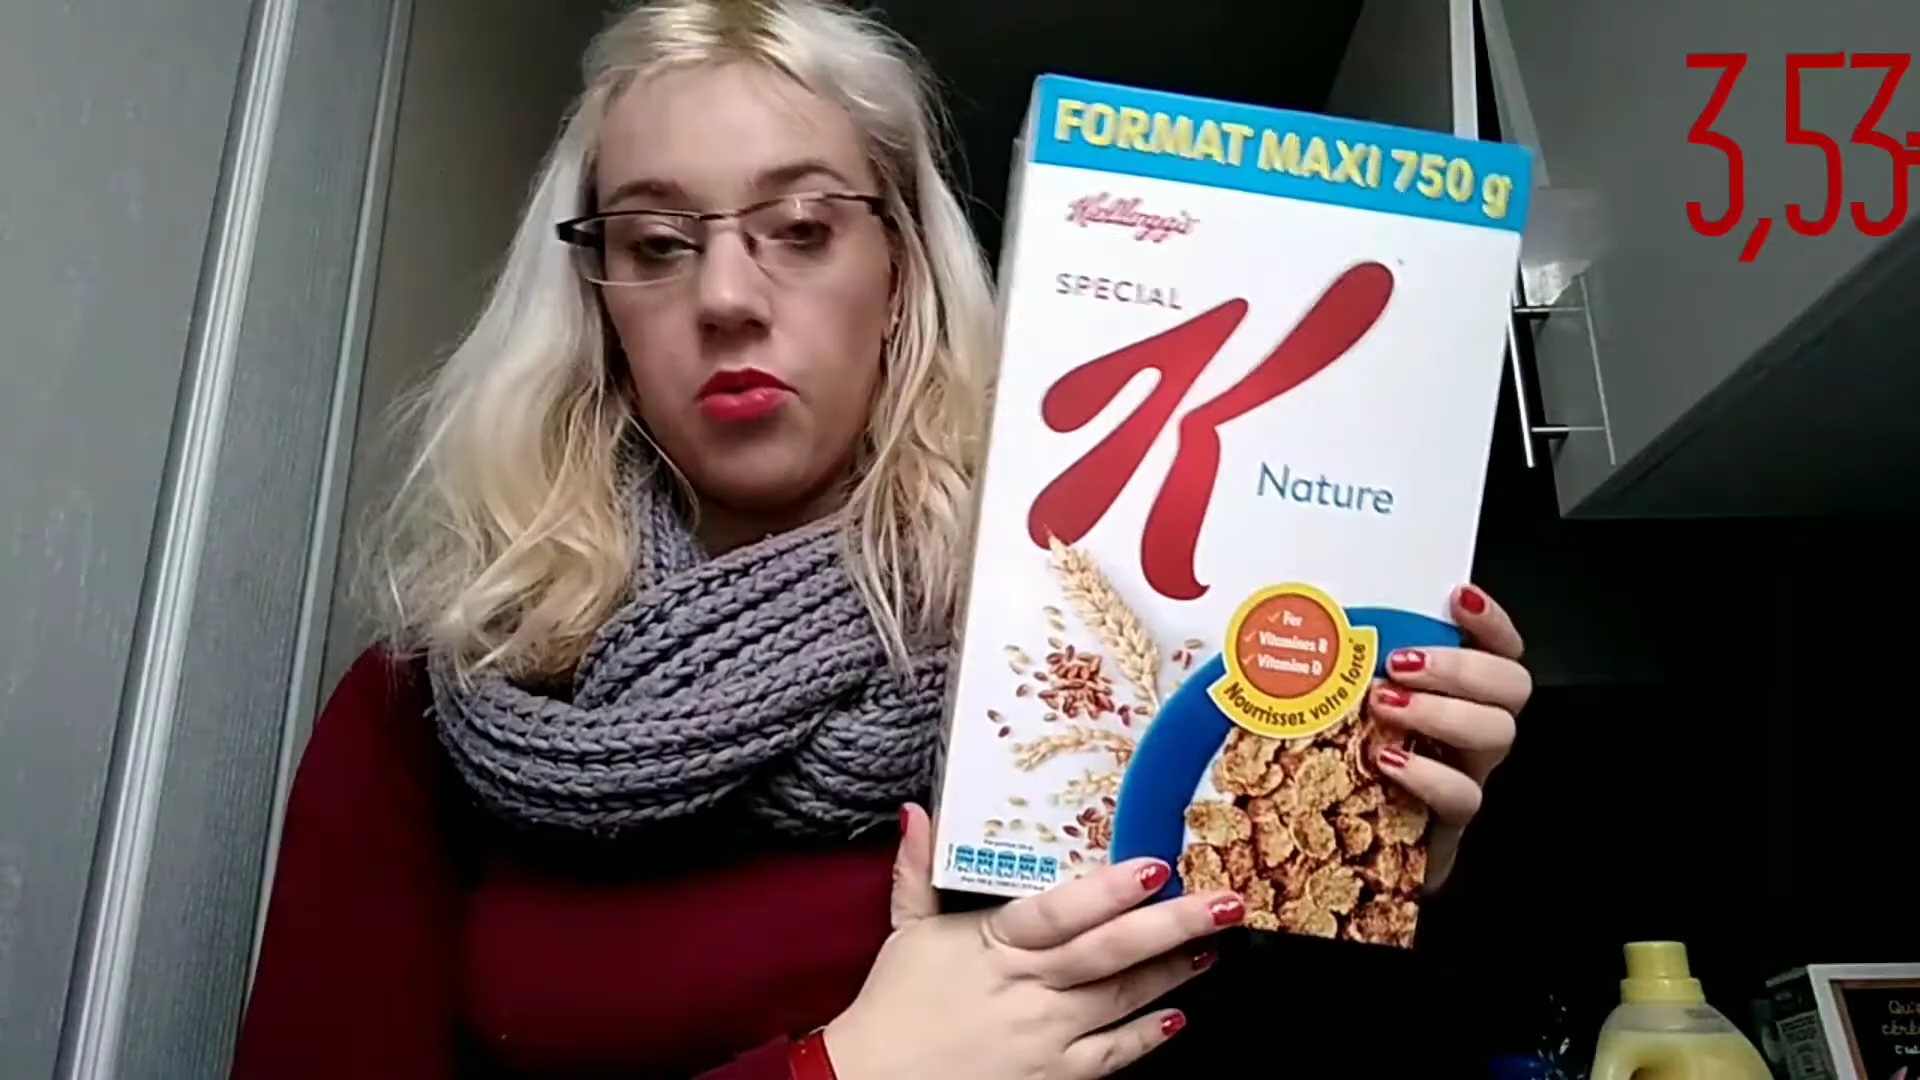 FORMAT MAXI 750 g
Kellogg's
SPECIAL
K
Nature
✓ Fer
✓ Vitamines B
✓ Vitamine D
Nourrissez votre force
3,53